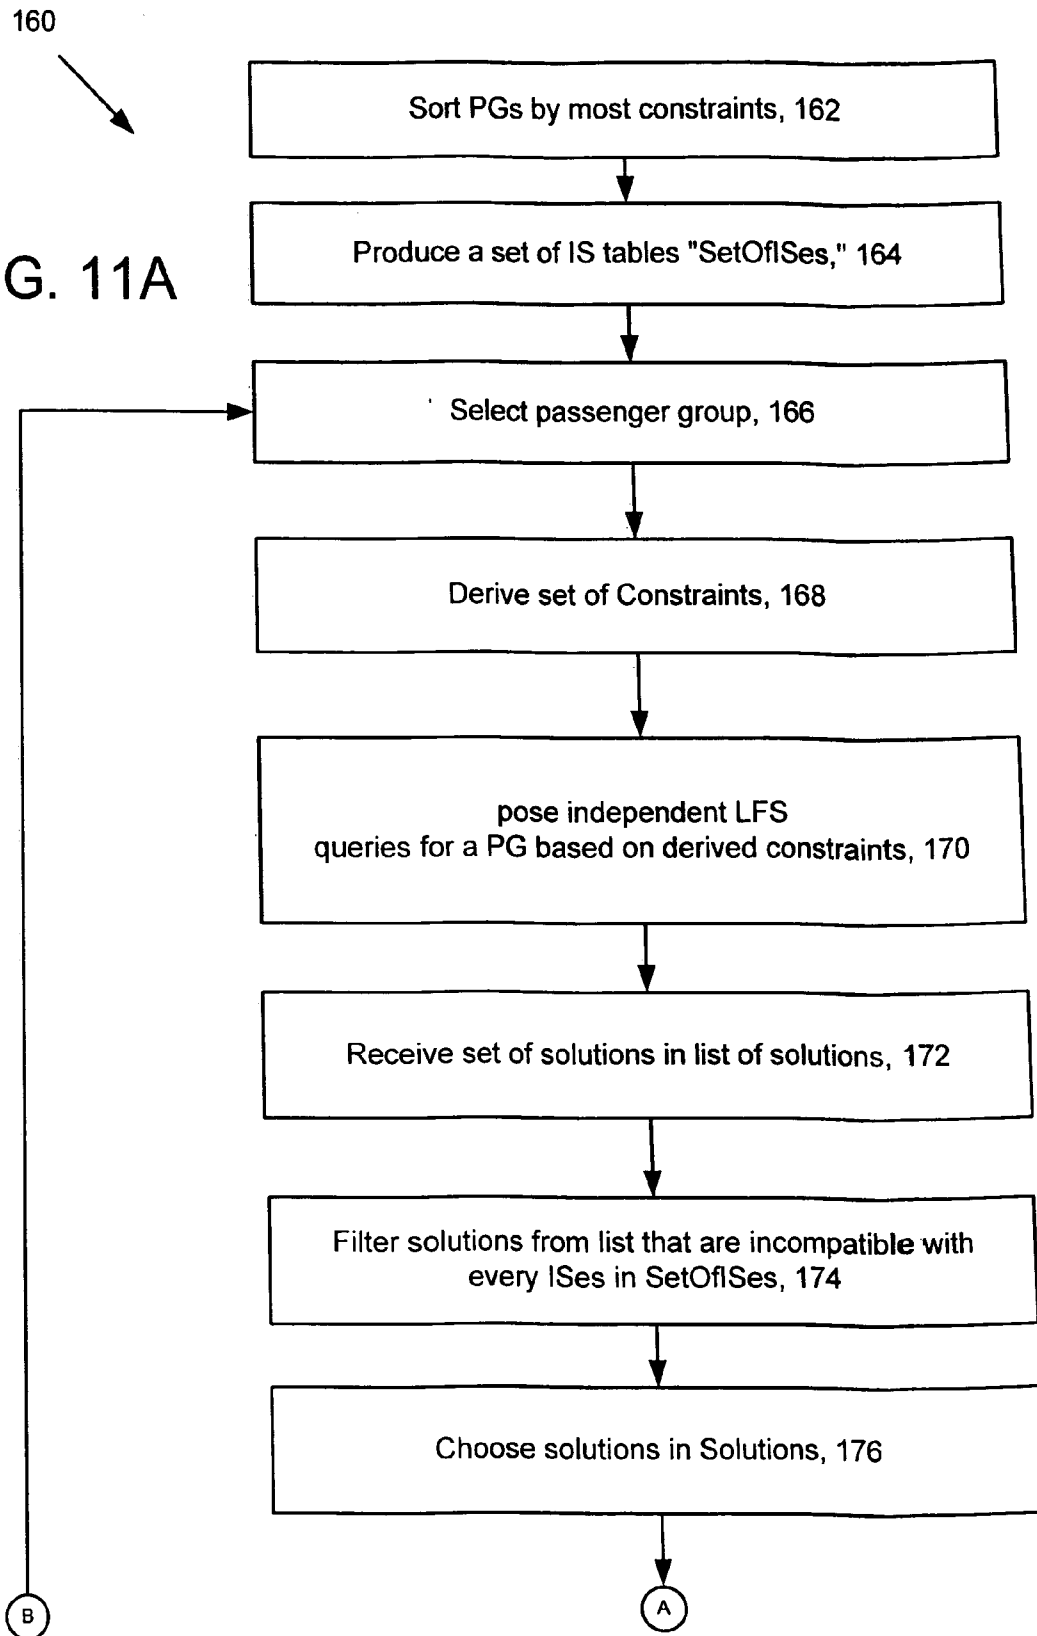 160
Sort PGs by most constraints, 162
Produce a set of IS tables "SetOfISes," 164
G. 11A
Select passenger group, 166
Derive set of Constraints, 168
pose independent LFS
queries for a PG based on derived constraints, 170
Receive set of solutions in list of solutions, 172
Filter solutions from list that are incompatible with
every ISes in SetOfISes, 174
Choose solutions in Solutions, 176
B
A